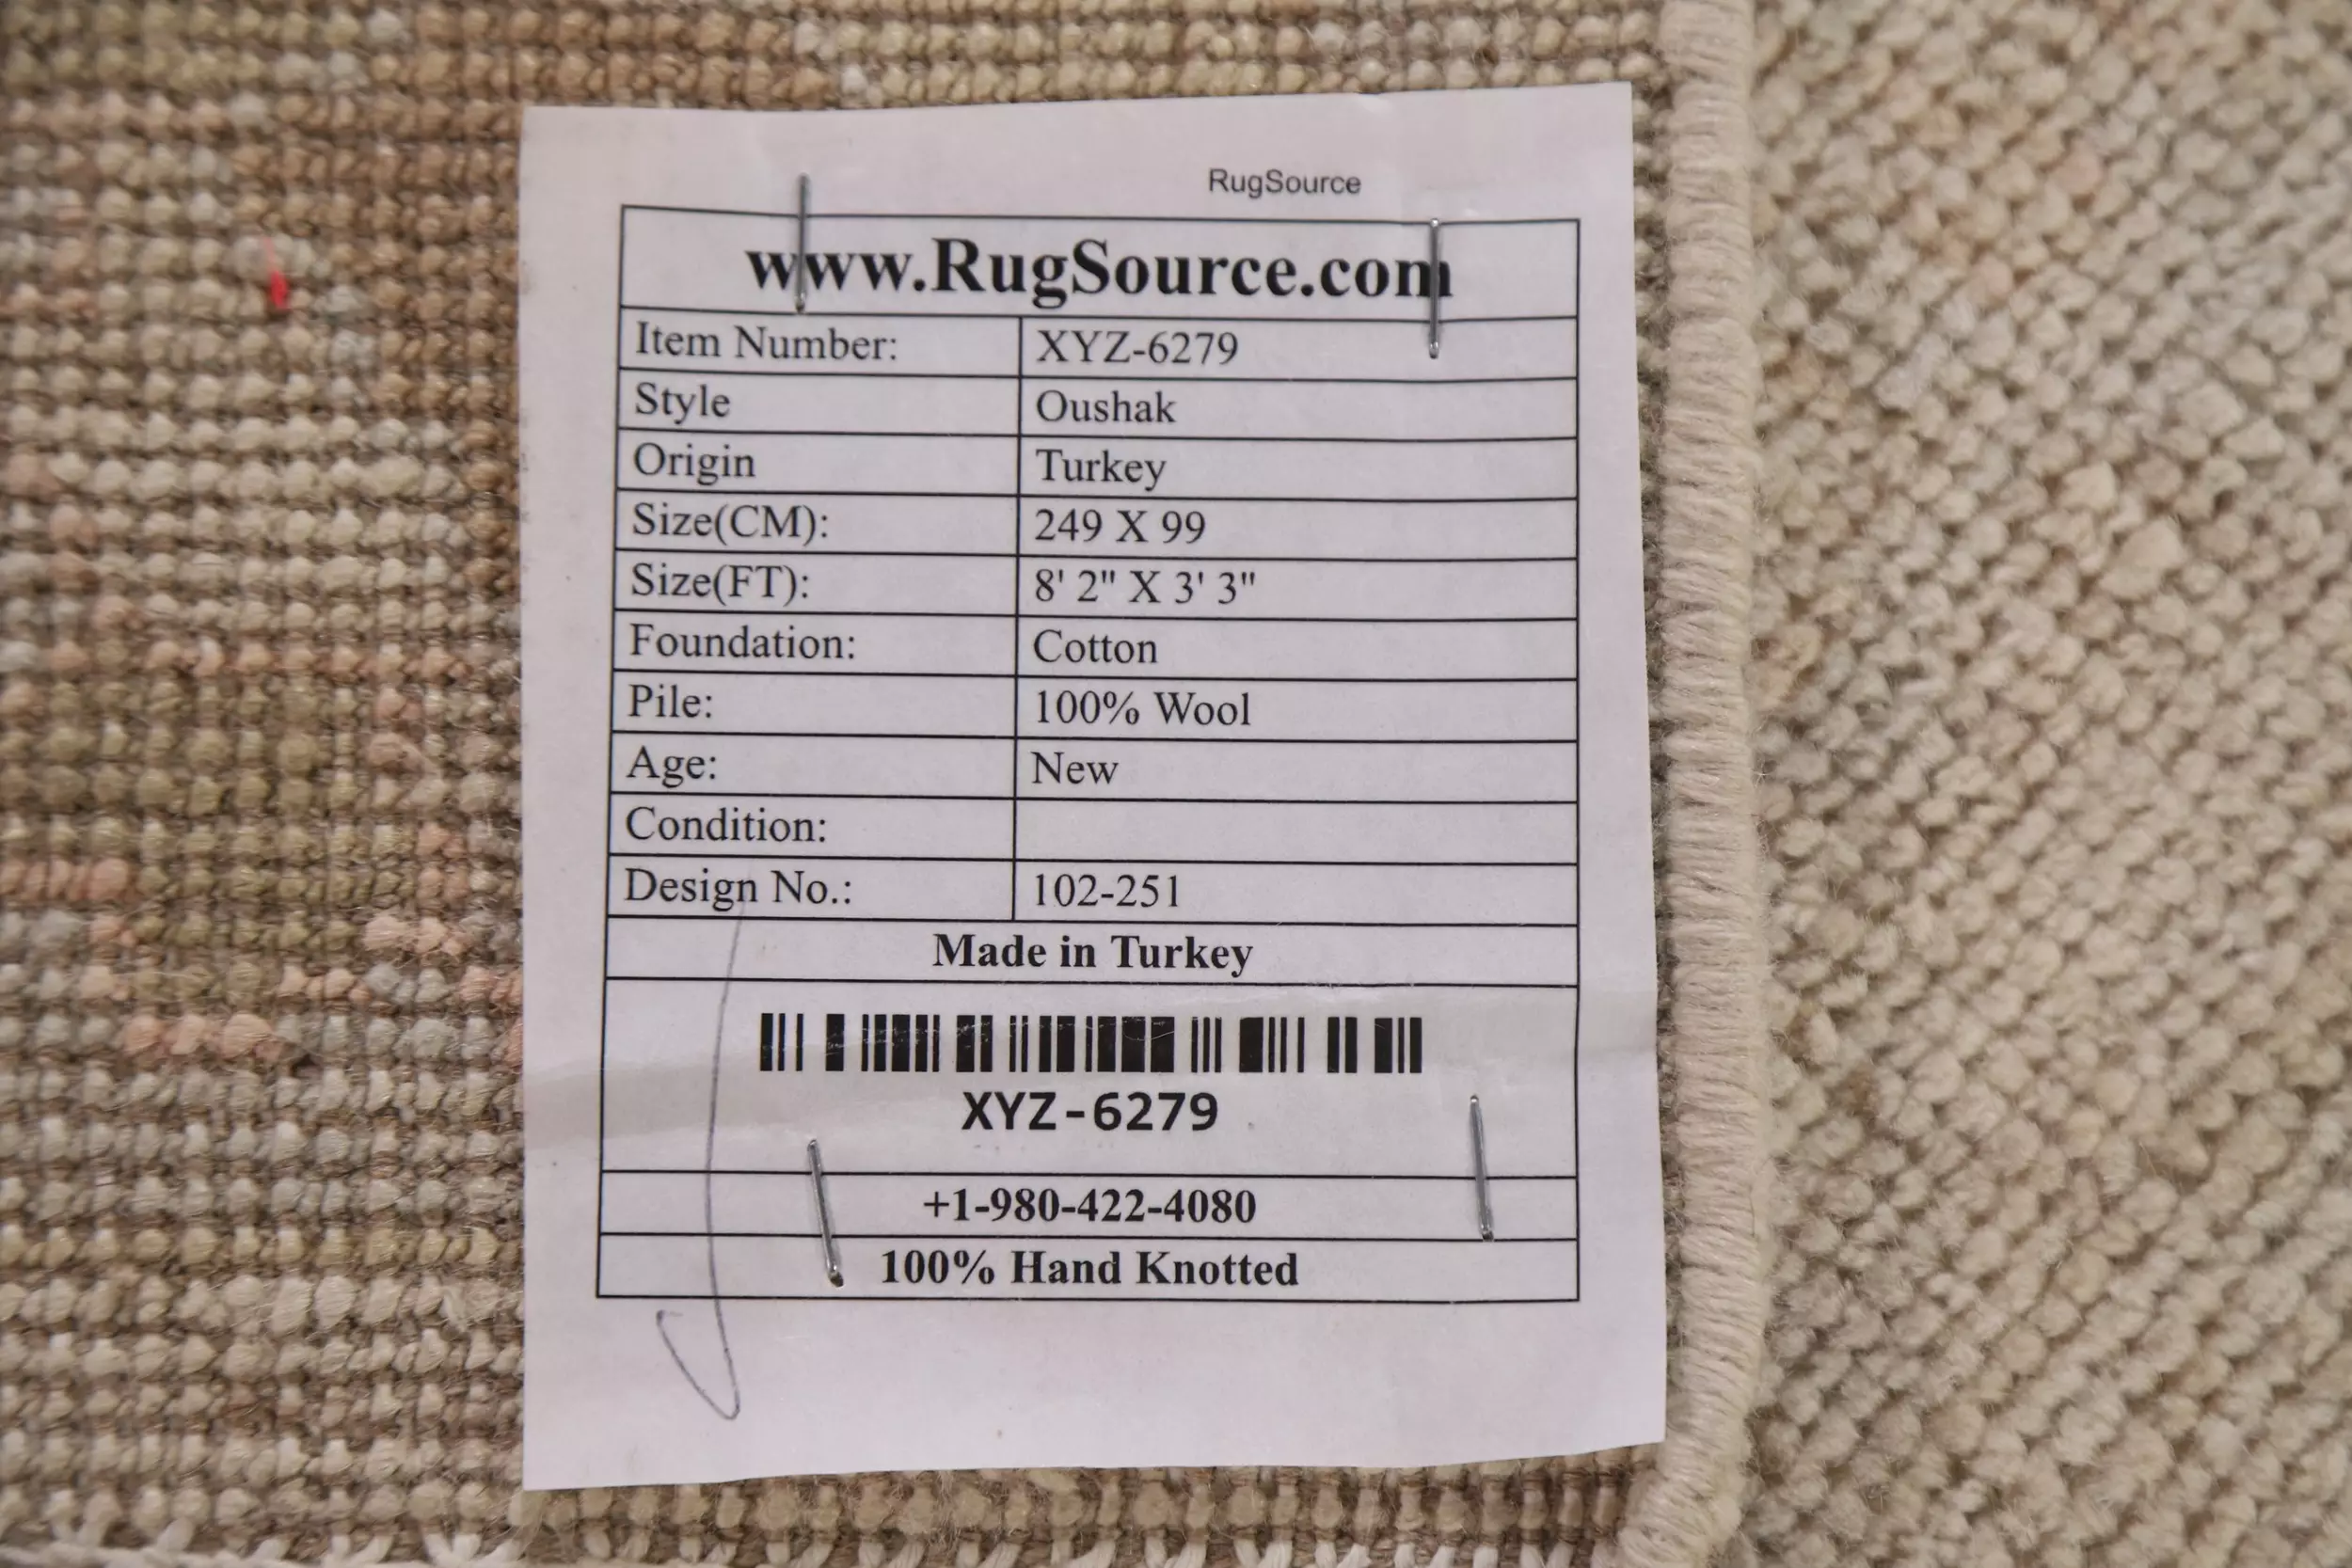 RugSource
www.RugSource.com
Item Number: XYZ-6279
Style Oushak
Origin Turkey
Size(CM): 249 X 99
Size(FT): 8' 2" X 3' 3"
Foundation: Cotton
Pile: 100% Wool
Age: New
Condition:
Design No.: 102-251
Made in Turkey
XYZ-6279
+1-980-422-4080
100% Hand Knotted